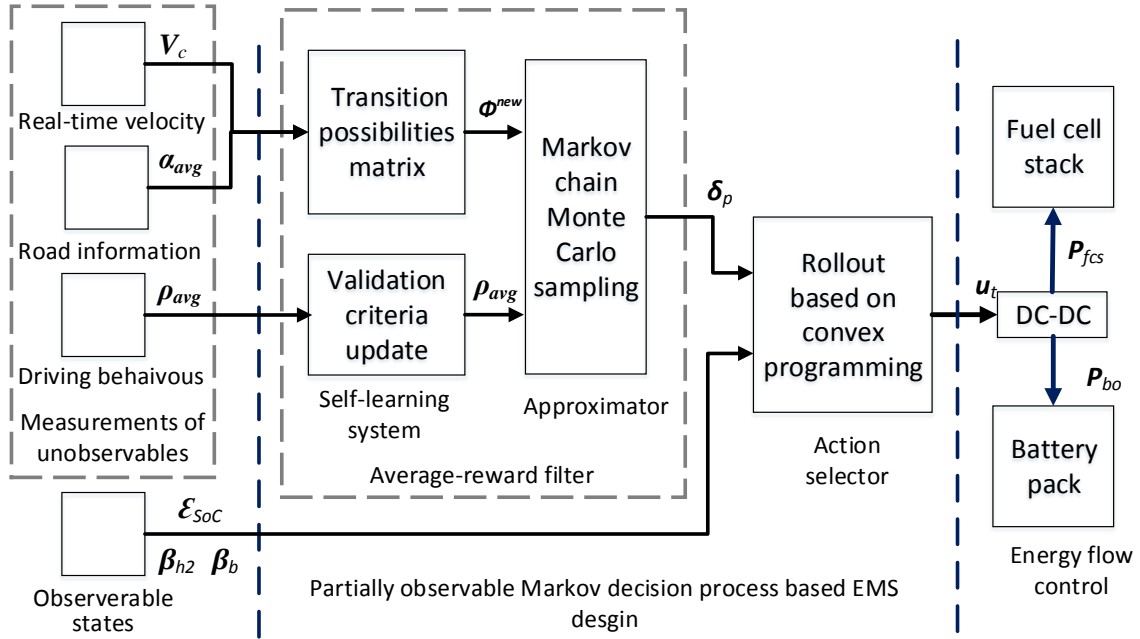 V_c
Real-time velocity
α_avg
Road information
ρ_avg
Driving behaivous
Measurements of
unobservables
Ɛ_SoC
β_h2 β_b
Observerable
states
Transition
possibilities
matrix
Φ^new
Validation
criteria
update
ρ_avg
Self-learning
system
Markov
chain
Monte
Carlo
sampling
Approximator
Average-reward filter
δ_p
Rollout
based on
convex
programming
Action
selector
Partially observable Markov decision process based EMS
desgin
u_t
Fuel cell
stack
P_fcs
DC-DC
P_bo
Battery
pack
Energy flow
control